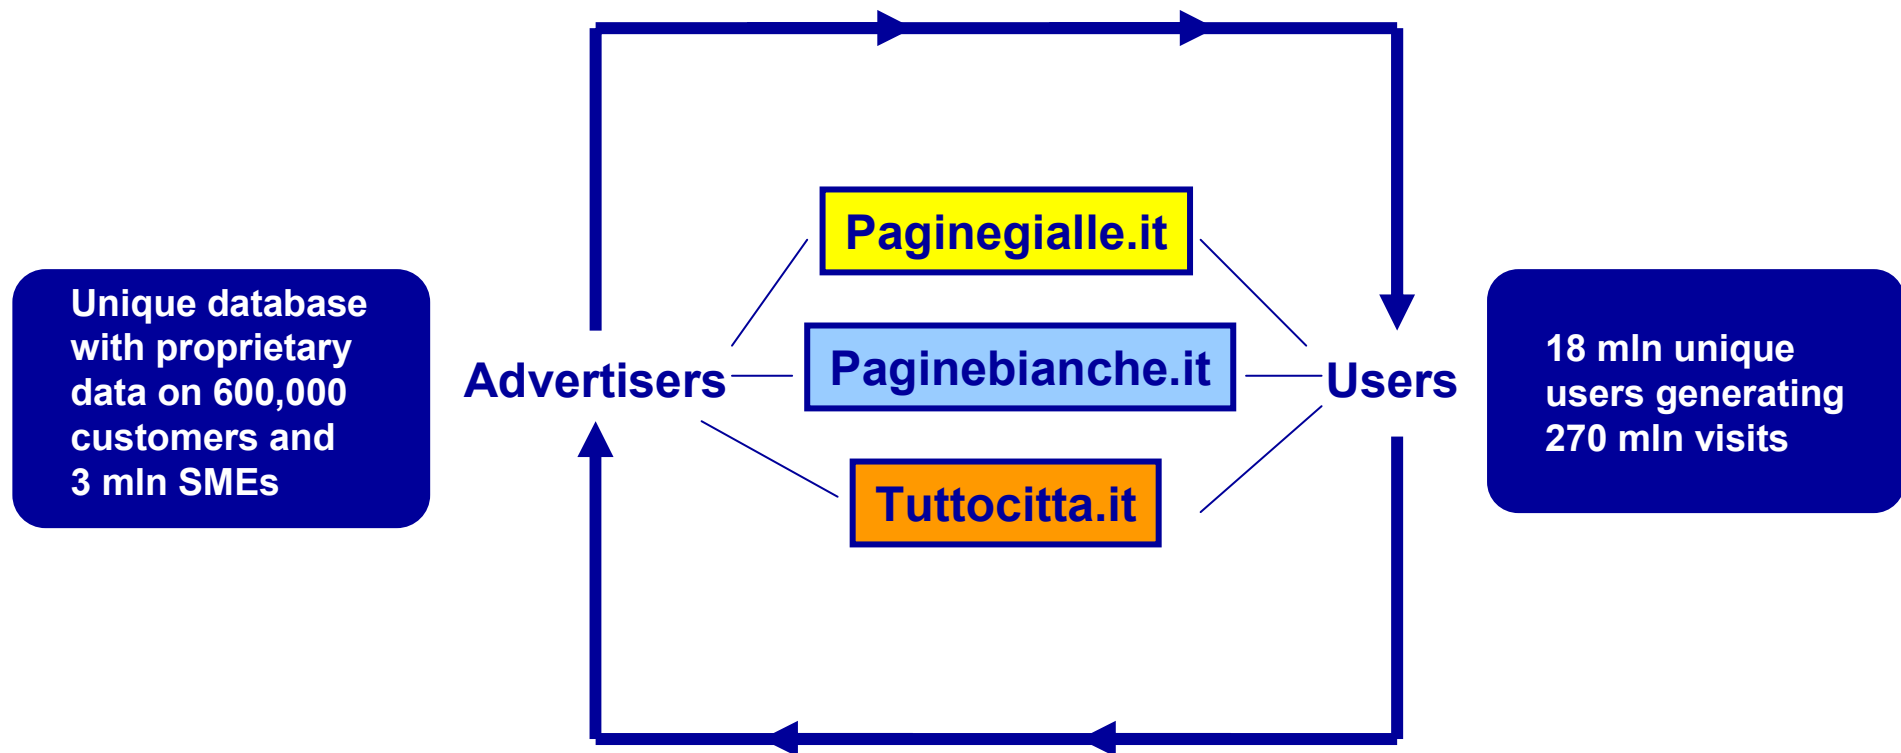 Unique database
with proprietary
data on 600,000
customers and
3 mln SMEs
Advertisers
Paginegialle.it
Paginebianche.it
Tuttocitta.it
Users
18 mln unique
users generating
270 mln visits